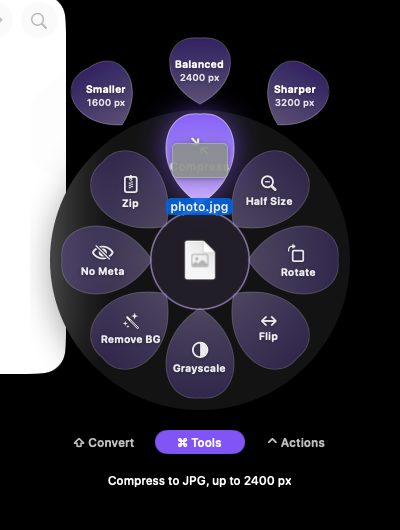 Balanced
2400 px
Smaller
1600 px
Sharper
3200 px
Compress
Zip
Half Size
photo.jpg
No Meta
Rotate
Remove BG
Flip
Grayscale
Convert
⌘ Tools
Actions
Compress to JPG, up to 2400 px